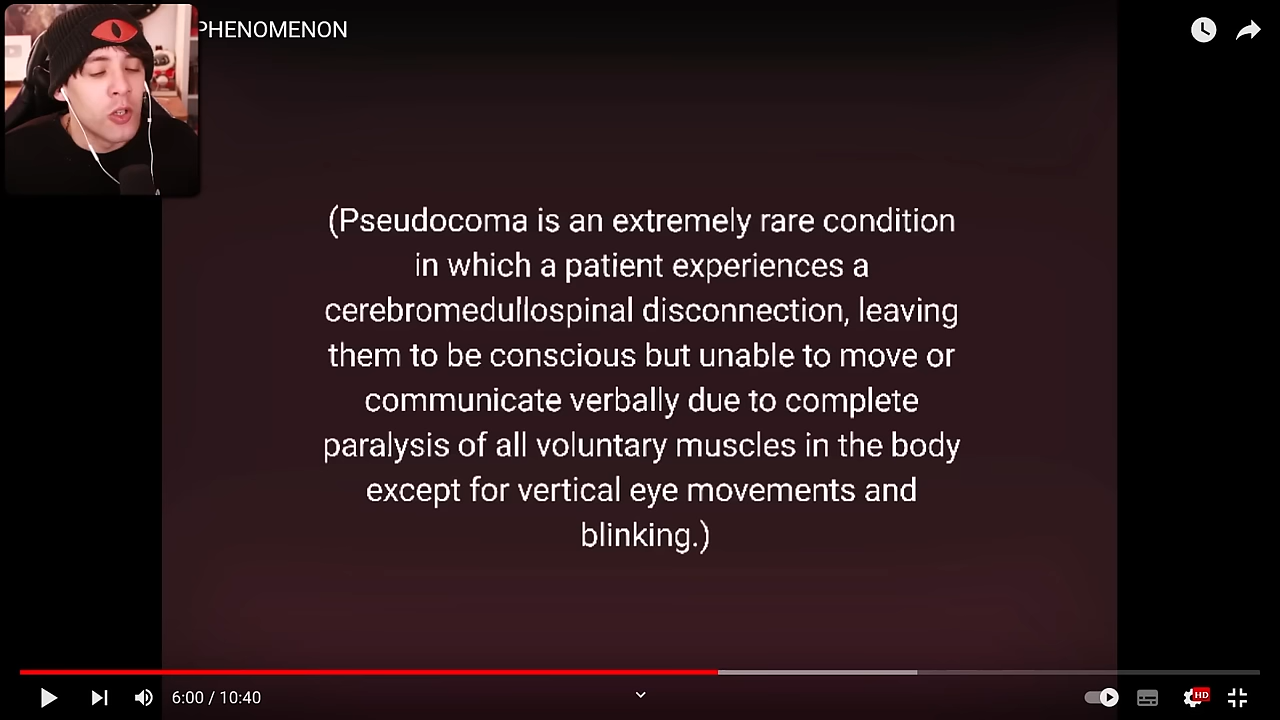 PHENOMENON
(Pseudocoma is an extremely rare condition
in which a patient experiences a
cerebromedullospinal disconnection, leaving
them to be conscious but unable to move or
communicate verbally due to complete
paralysis of all voluntary muscles in the body
except for vertical eye movements and
blinking.)
6:00 / 10:40
HD